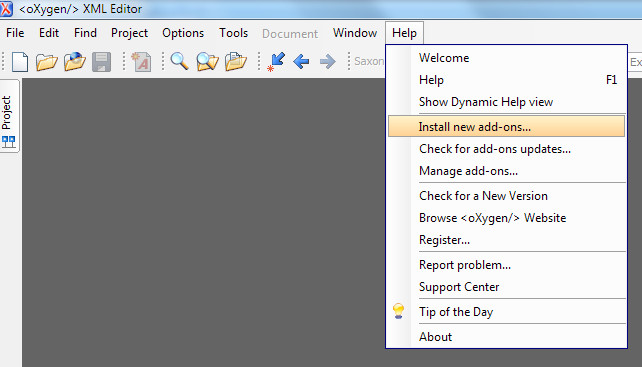 <oXygen/> XML Editor
File Edit Find Project Options Tools Document Window Help
Saxon
Ex
Project
Welcome
Help F1
Show Dynamic Help view
Install new add-ons...
Check for add-ons updates...
Manage add-ons...
Check for a New Version
Browse <oXygen/> Website
Register...
Report problem...
Support Center
Tip of the Day
About